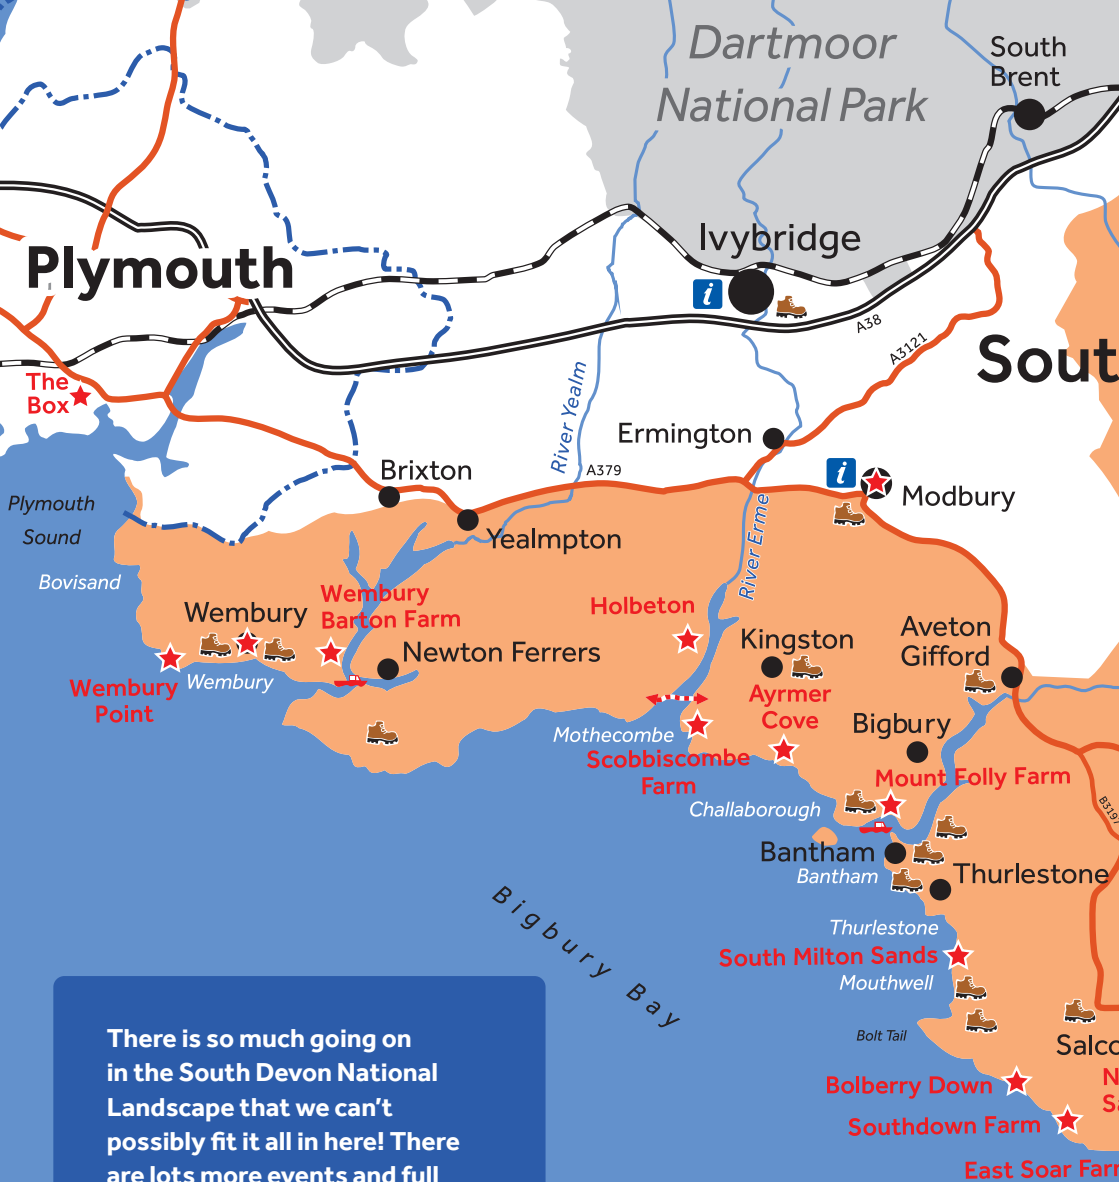 Dartmoor
National Park
South
Brent
Ivybridge
i
Plymouth
A38
A3121
Sout
The
Box
River Yealm
Ermington
Brixton
A379
i
Modbury
Plymouth
Sound
Yealmpton
River Erme
Bovisand
Wembury
Wembury
Barton Farm
Holbeton
Newton Ferrers
Kingston
Aveton
Gifford
Wembury
Point
Wembury
Ayrmer
Cove
Mothecombe
Bigbury
Scobbiscombe
Farm
Mount Folly Farm
B3197
Challaborough
Bantham
Bantham
Thurlestone
Bigbury Bay
Thurlestone
South Milton Sands
Mouthwell
Bolt Tail
Salco
N
Sa
Bolberry Down
Southdown Farm
East Soar Farm
There is so much going on
in the South Devon National
Landscape that we can't
possibly fit it all in here! There
are lots more events and full